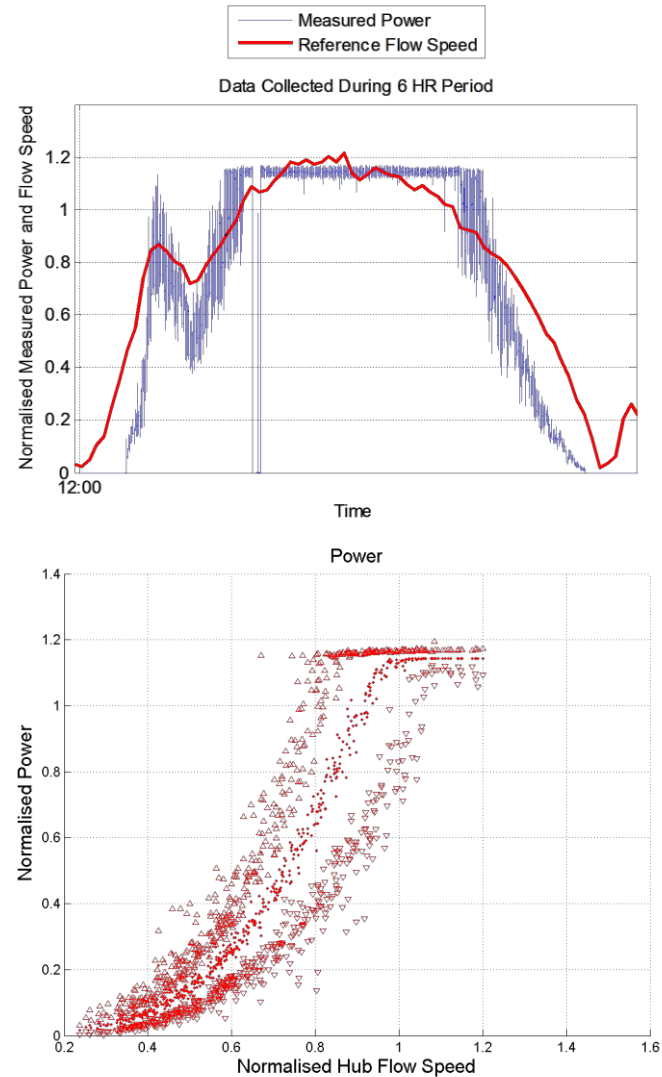 Measured Power
Reference Flow Speed
Data Collected During 6 HR Period
Normalised Measured Power and Flow Speed
1.2
1
0.8
0.6
0.4
0.2
0
12:00
Time
Power
Normalised Power
1.4
1.2
1
0.8
0.6
0.4
0.2
0
0.2 0.4 0.6 0.8 1 1.2 1.4 1.6
Normalised Hub Flow Speed